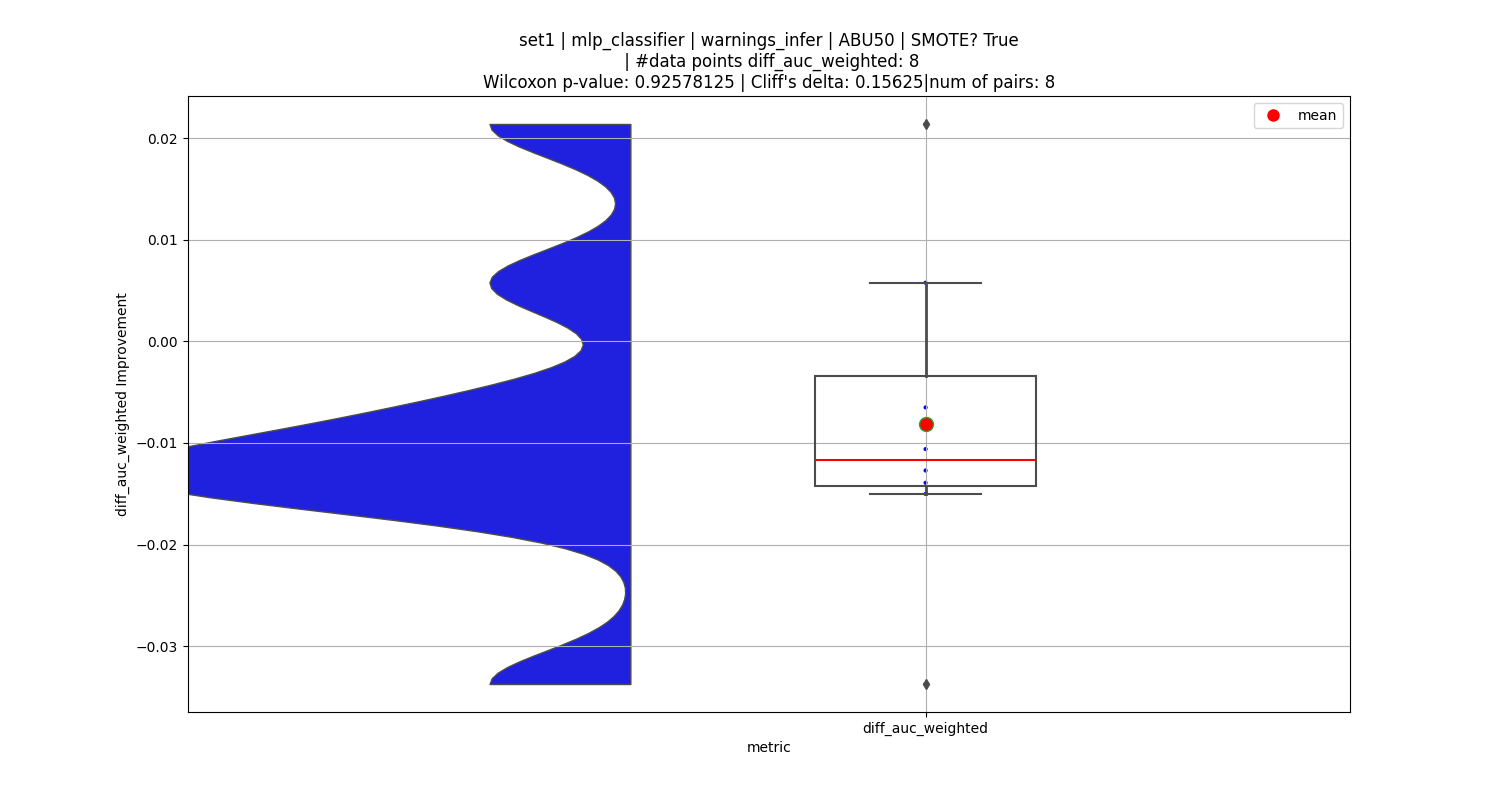 set1 | mlp_classifier | warnings_infer | ABU50 | SMOTE? True
| #data points diff_auc_weighted: 8
Wilcoxon p-value: 0.92578125 | Cliff's delta: 0.15625|num of pairs: 8
mean
0.02
0.01
0.00
−0.01
−0.02
−0.03
diff_auc_weighted Improvement
diff_auc_weighted
metric